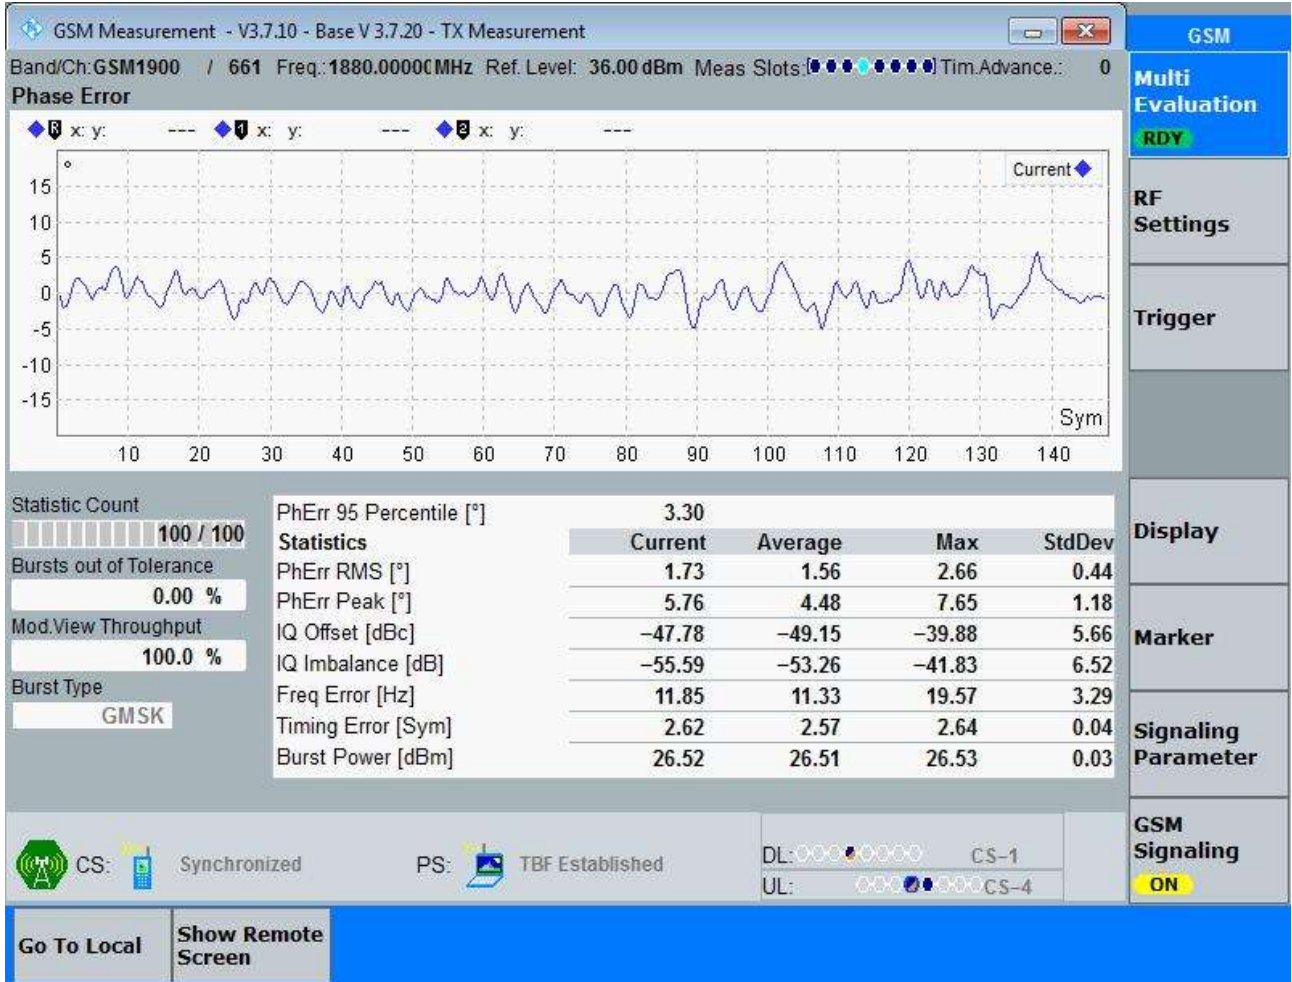 GSM Measurement - V3.7.10 - Base V 3.7.20 - TX Measurement
Band/Ch:GSM1900 / 661 Freq.:1880.00000MHz Ref. Level: 36.00 dBm Meas Slots: Tim.Advance.: 0
Phase Error
R x: y: --- 1 x: y: --- 2 x: y: ---
°
Current
15
10
5
0
-5
-10
-15
Sym
10 20 30 40 50 60 70 80 90 100 110 120 130 140
Statistic Count
100 / 100
Bursts out of Tolerance
0.00 %
Mod.View Throughput
100.0 %
Burst Type
GMSK
PhErr 95 Percentile [°] 3.30
Statistics Current Average Max StdDev
PhErr RMS [°] 1.73 1.56 2.66 0.44
PhErr Peak [°] 5.76 4.48 7.65 1.18
IQ Offset [dBc] −47.78 −49.15 −39.88 5.66
IQ Imbalance [dB] −55.59 −53.26 −41.83 6.52
Freq Error [Hz] 11.85 11.33 19.57 3.29
Timing Error [Sym] 2.62 2.57 2.64 0.04
Burst Power [dBm] 26.52 26.51 26.53 0.03
CS: Synchronized PS: TBF Established
DL: CS−1
UL: CS−4
GSM
Multi
Evaluation
RDY
RF
Settings
Trigger
Display
Marker
Signaling
Parameter
GSM
Signaling
ON
Go To Local
Show Remote
Screen